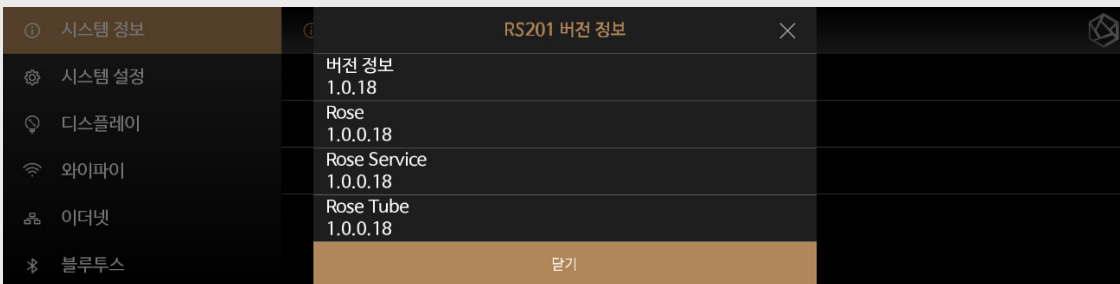 시스템 정보
시스템 설정
디스플레이
와이파이
이더넷
블루투스
RS201 버전 정보
버전 정보
1.0.18
Rose
1.0.0.18
Rose Service
1.0.0.18
Rose Tube
1.0.0.18
닫기